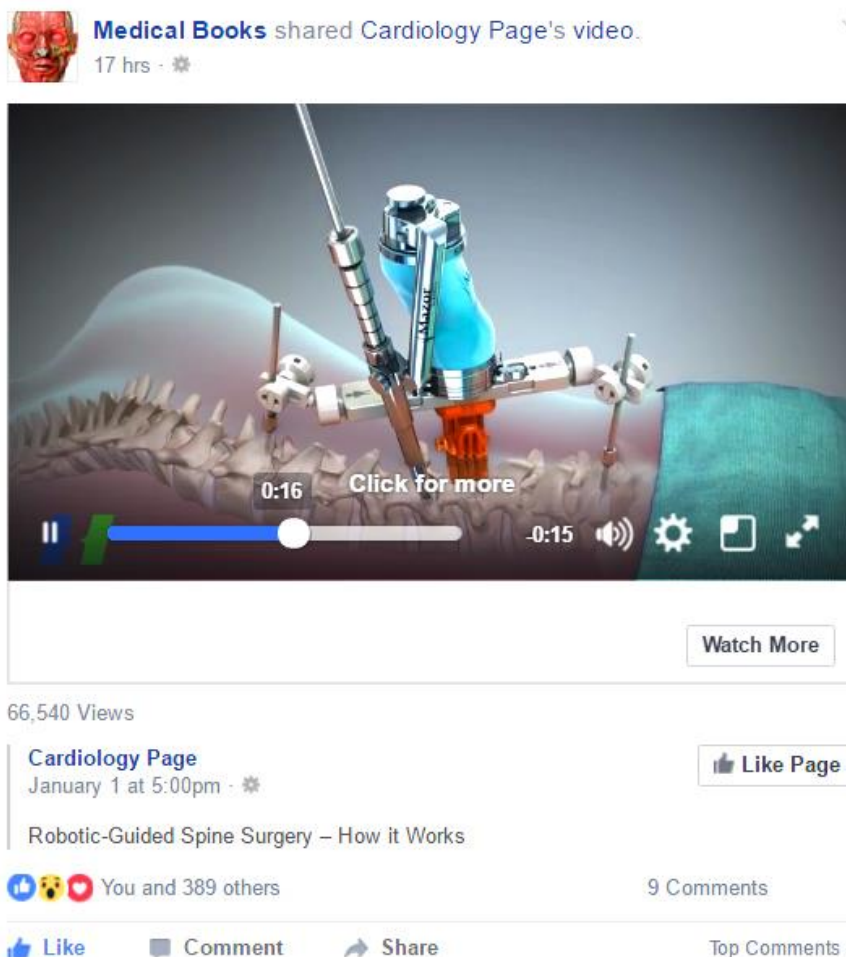 Medical Books shared Cardiology Page's video.
17 hrs ·
Mazor
0:16
Click for more
-0:15
Watch More
66,540 Views
Cardiology Page
Like Page
January 1 at 5:00pm ·
Robotic-Guided Spine Surgery – How it Works
You and 389 others
9 Comments
Like Comment Share Top Comments